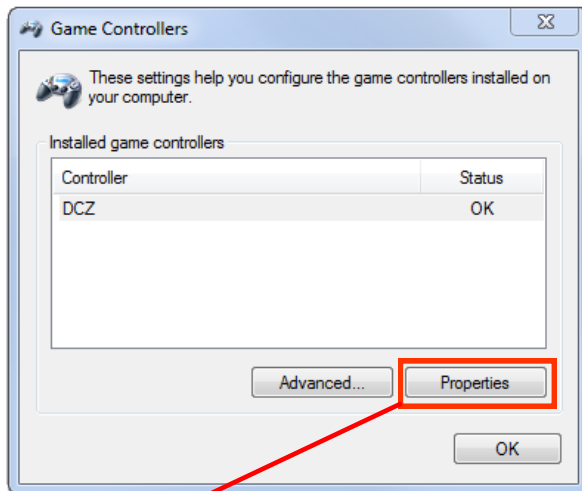 Game Controllers
These settings help you configure the game controllers installed on
your computer.
Installed game controllers
Controller Status
DCZ OK
Advanced... Properties
OK